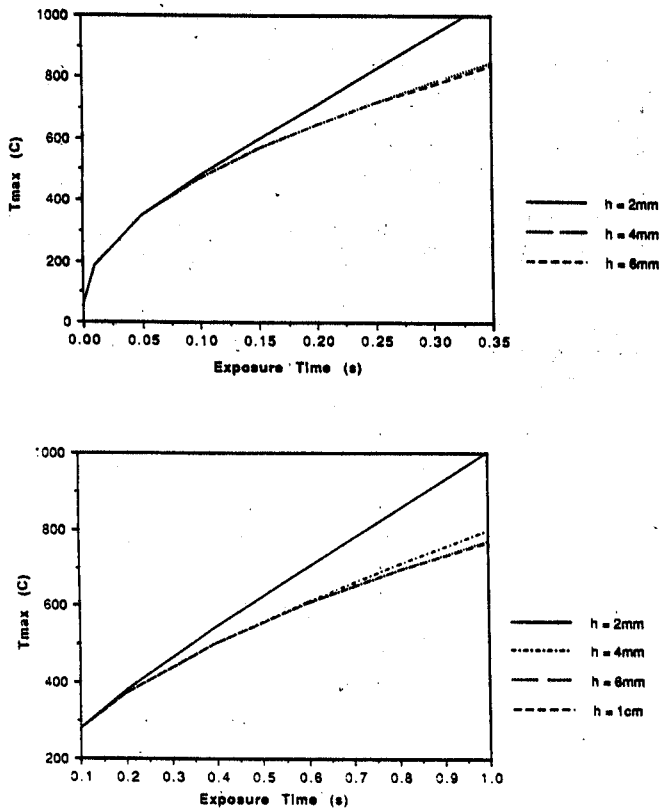 1000
800
600
400
200
0
Tmax (C)
0.00 0.05 0.10 0.15 0.20 0.25 0.30 0.35
Exposure Time (s)
h = 2mm
h = 4mm
h = 6mm
1000
800
600
400
200
Tmax (C)
0.1 0.2 0.3 0.4 0.5 0.6 0.7 0.8 0.9 1.0
Exposure Time (s)
h = 2mm
h = 4mm
h = 6mm
h = 1cm